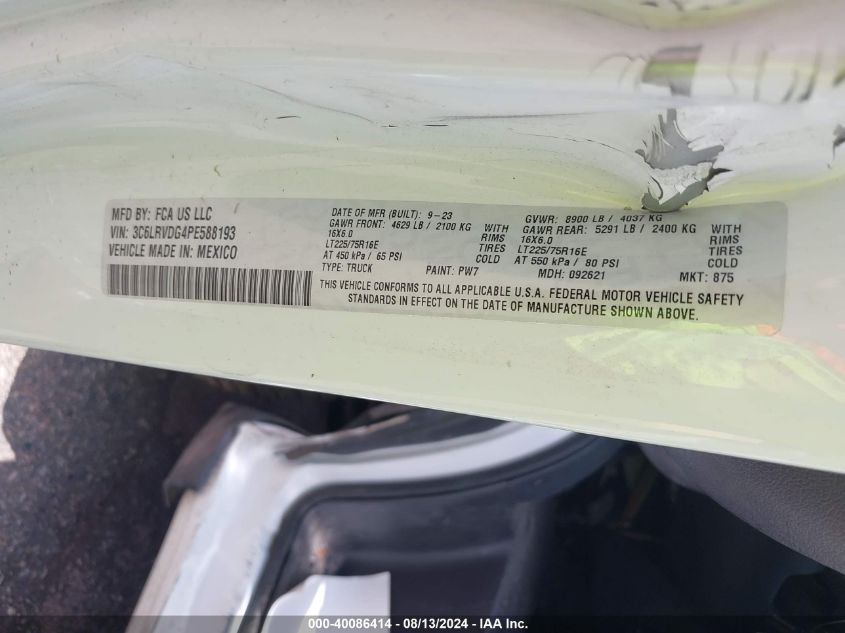 MFD BY: FCA US LLC
VIN: 3C6LRVDG4PE588193
VEHICLE MADE IN: MEXICO
DATE OF MFR (BUILT): 9-23
GAWR FRONT: 4629 LB / 2100 KG WITH
16X6.0 RIMS
LT225/75R16E TIRES
AT 450 kPa / 65 PSI COLD
TYPE: TRUCK PAINT: PW7
GVWR: 8900 LB / 4037 KG
GAWR REAR: 5291 LB / 2400 KG WITH
16X6.0 RIMS
LT225/75R16E TIRES
AT 550 kPa / 80 PSI COLD
MDH: 092621 MKT: 875
THIS VEHICLE CONFORMS TO ALL APPLICABLE U.S.A. FEDERAL MOTOR VEHICLE SAFETY
STANDARDS IN EFFECT ON THE DATE OF MANUFACTURE SHOWN ABOVE.
000-40086414 - 08/13/2024 - IAA Inc.